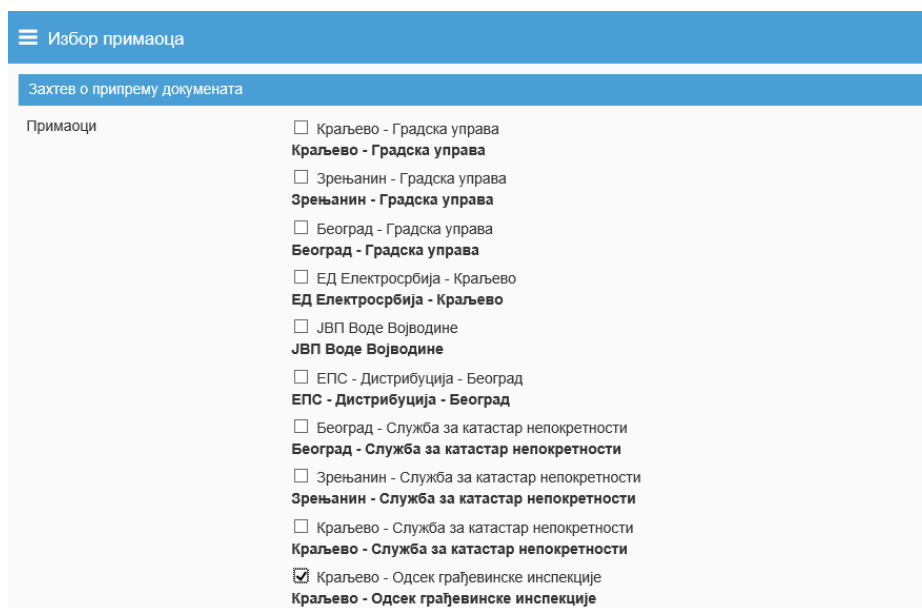 Избор примаоца
Захтев о припрему докумената
Примаоци
Краљево - Градска управа
Краљево - Градска управа
Зрењанин - Градска управа
Зрењанин - Градска управа
Београд - Градска управа
Београд - Градска управа
ЕД Електросрбија - Краљево
ЕД Електросрбија - Краљево
ЈВП Воде Војводине
ЈВП Воде Војводине
ЕПС - Дистрибуција - Београд
ЕПС - Дистрибуција - Београд
Београд - Служба за катастар непокретности
Београд - Служба за катастар непокретности
Зрењанин - Служба за катастар непокретности
Зрењанин - Служба за катастар непокретности
Краљево - Служба за катастар непокретности
Краљево - Служба за катастар непокретности
Краљево - Одсек грађевинске инспекције
Краљево - Одсек грађевинске инспекције